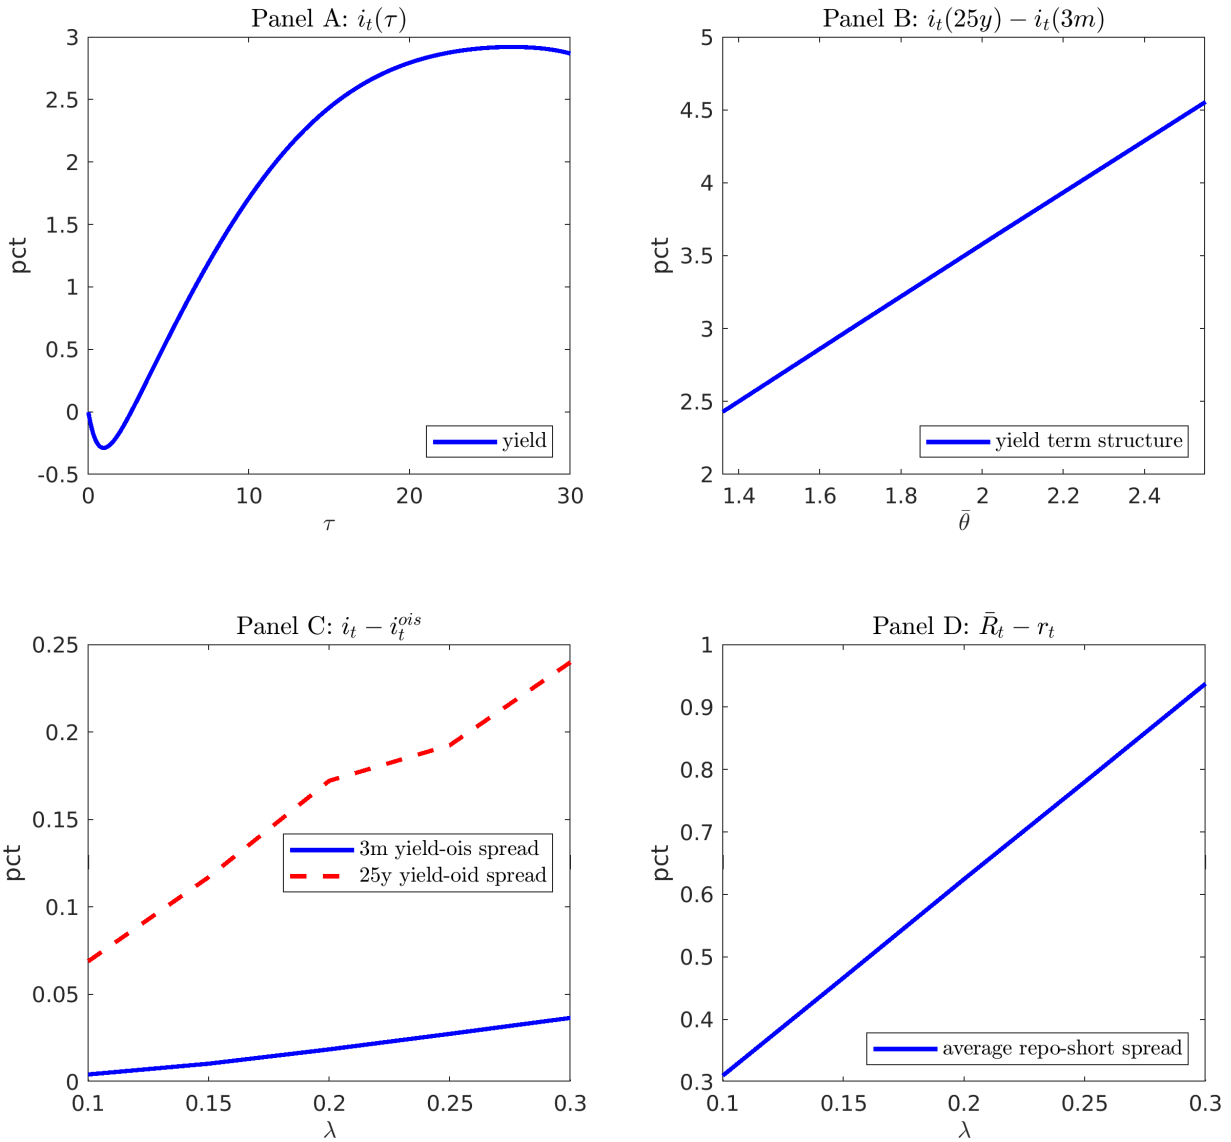 Panel A: i_t(τ)
3
2.5
2
1.5
1
0.5
0
-0.5
pct
0 10 20 30
τ
yield
Panel B: i_t(25y) − i_t(3m)
5
4.5
4
3.5
3
2.5
2
pct
1.4 1.6 1.8 2 2.2 2.4
θ̄
yield term structure
Panel C: i_t − i_t^{ois}
0.25
0.2
0.15
0.1
0.05
0
pct
0.1 0.15 0.2 0.25 0.3
λ
3m yield-ois spread
25y yield-oid spread
Panel D: R̄_t − r_t
1
0.9
0.8
0.7
0.6
0.5
0.4
0.3
pct
0.1 0.15 0.2 0.25 0.3
λ
average repo-short spread